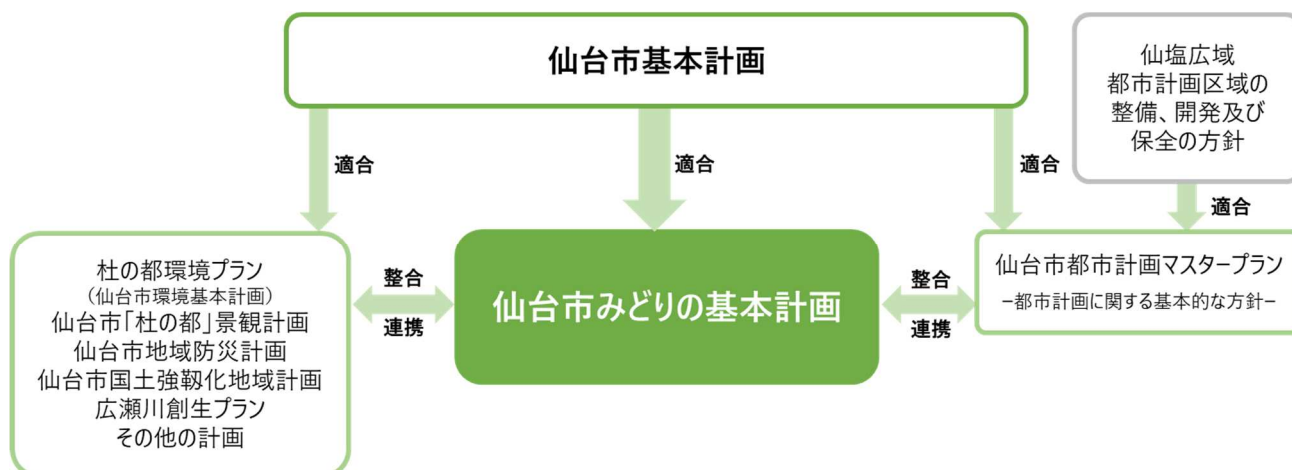 仙台市基本計画
仙塩広域
都市計画区域の
整備、開発及び
保全の方針
適合
適合
適合
適合
杜の都環境プラン
(仙台市環境基本計画)
仙台市「杜の都」景観計画
仙台市地域防災計画
仙台市国土強靱化地域計画
広瀬川創生プラン
その他の計画
整合
連携
仙台市みどりの基本計画
整合
連携
仙台市都市計画マスタープラン
－都市計画に関する基本的な方針－